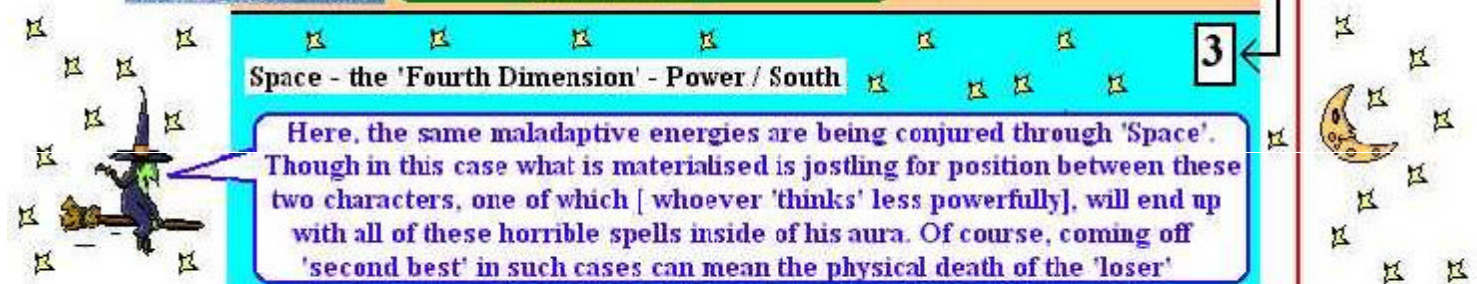 3
Space - the 'Fourth Dimension' - Power / South
Here, the same maladaptive energies are being conjured through 'Space'.
Though in this case what is materialised is jostling for position between these
two characters, one of which [ whoever 'thinks' less powerfully], will end up
with all of these horrible spells inside of his aura. Of course, coming off
'second best' in such cases can mean the physical death of the 'loser'